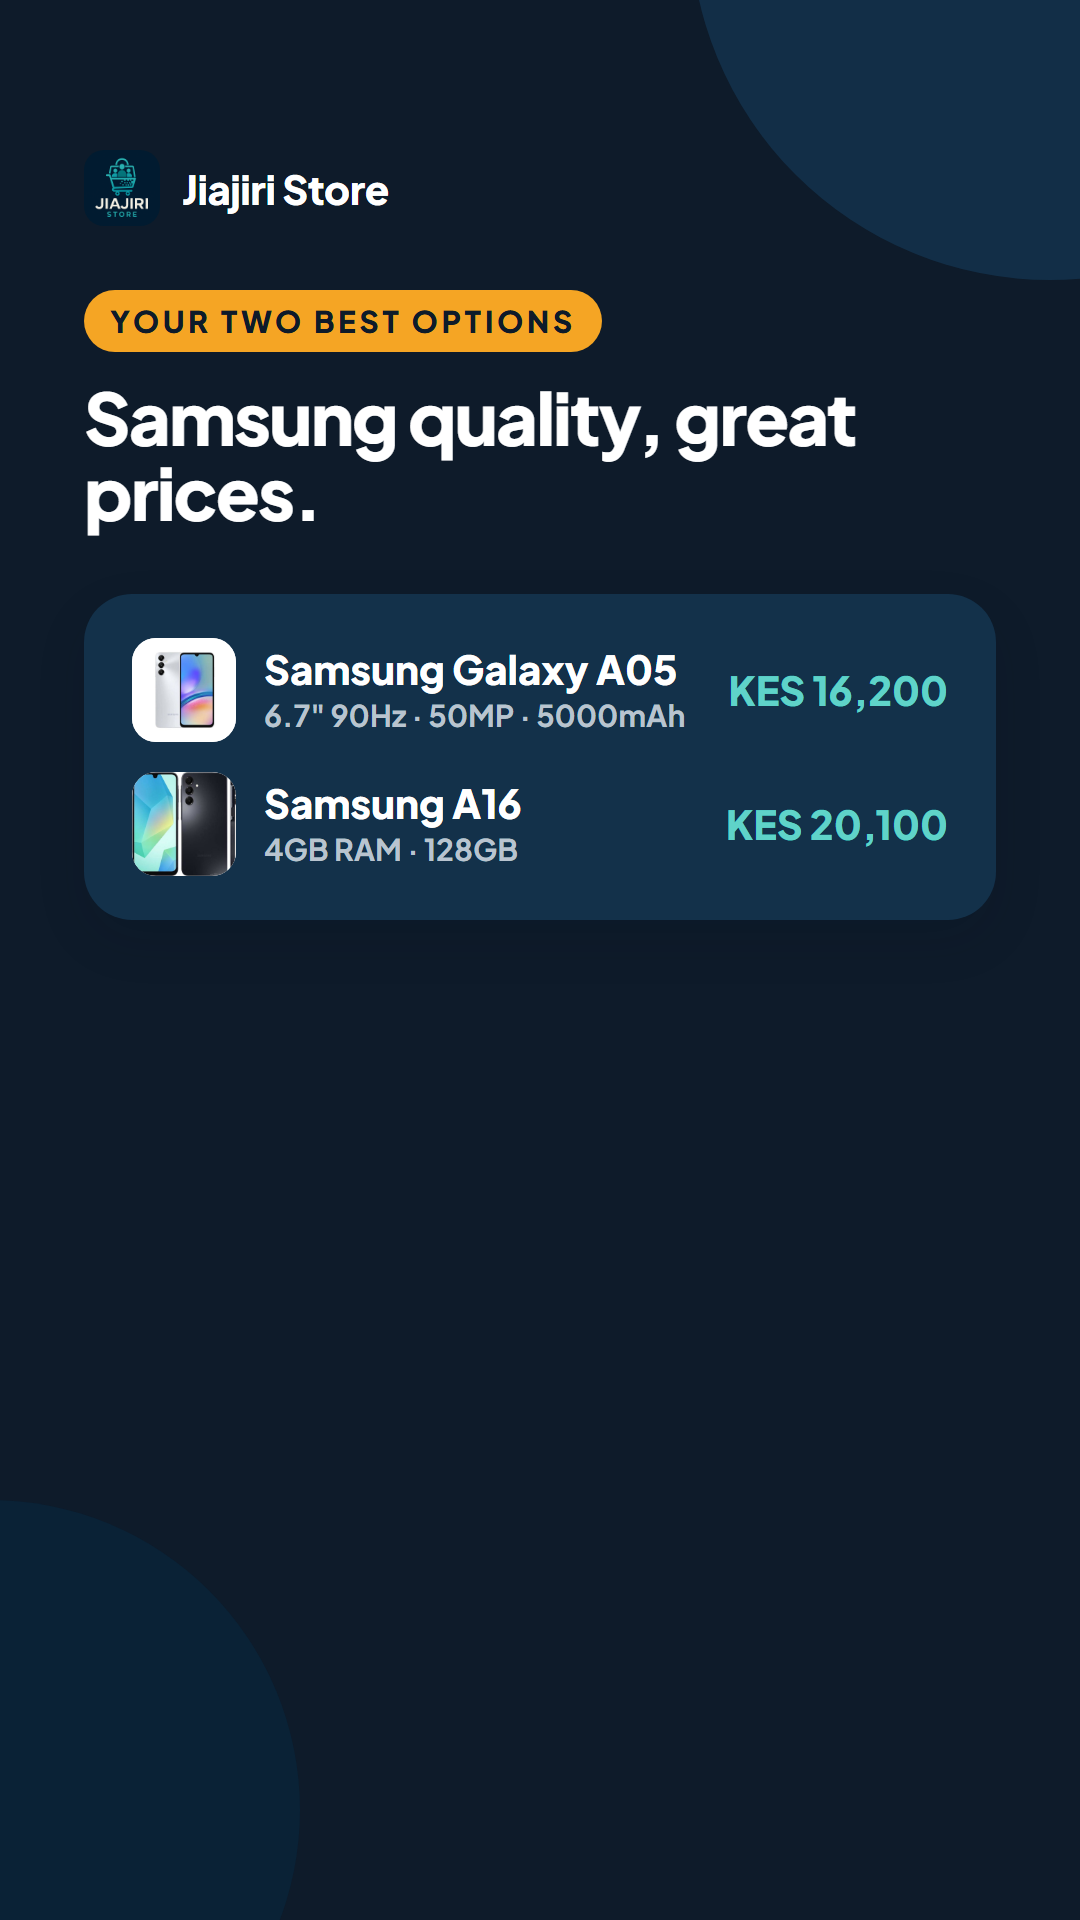 JIAJIRI
STORE
Jiajiri Store
YOUR TWO BEST OPTIONS
Samsung quality, great
prices.
Samsung Galaxy A05
6.7" 90Hz · 50MP · 5000mAh
KES 16,200
Samsung A16
4GB RAM · 128GB
KES 20,100